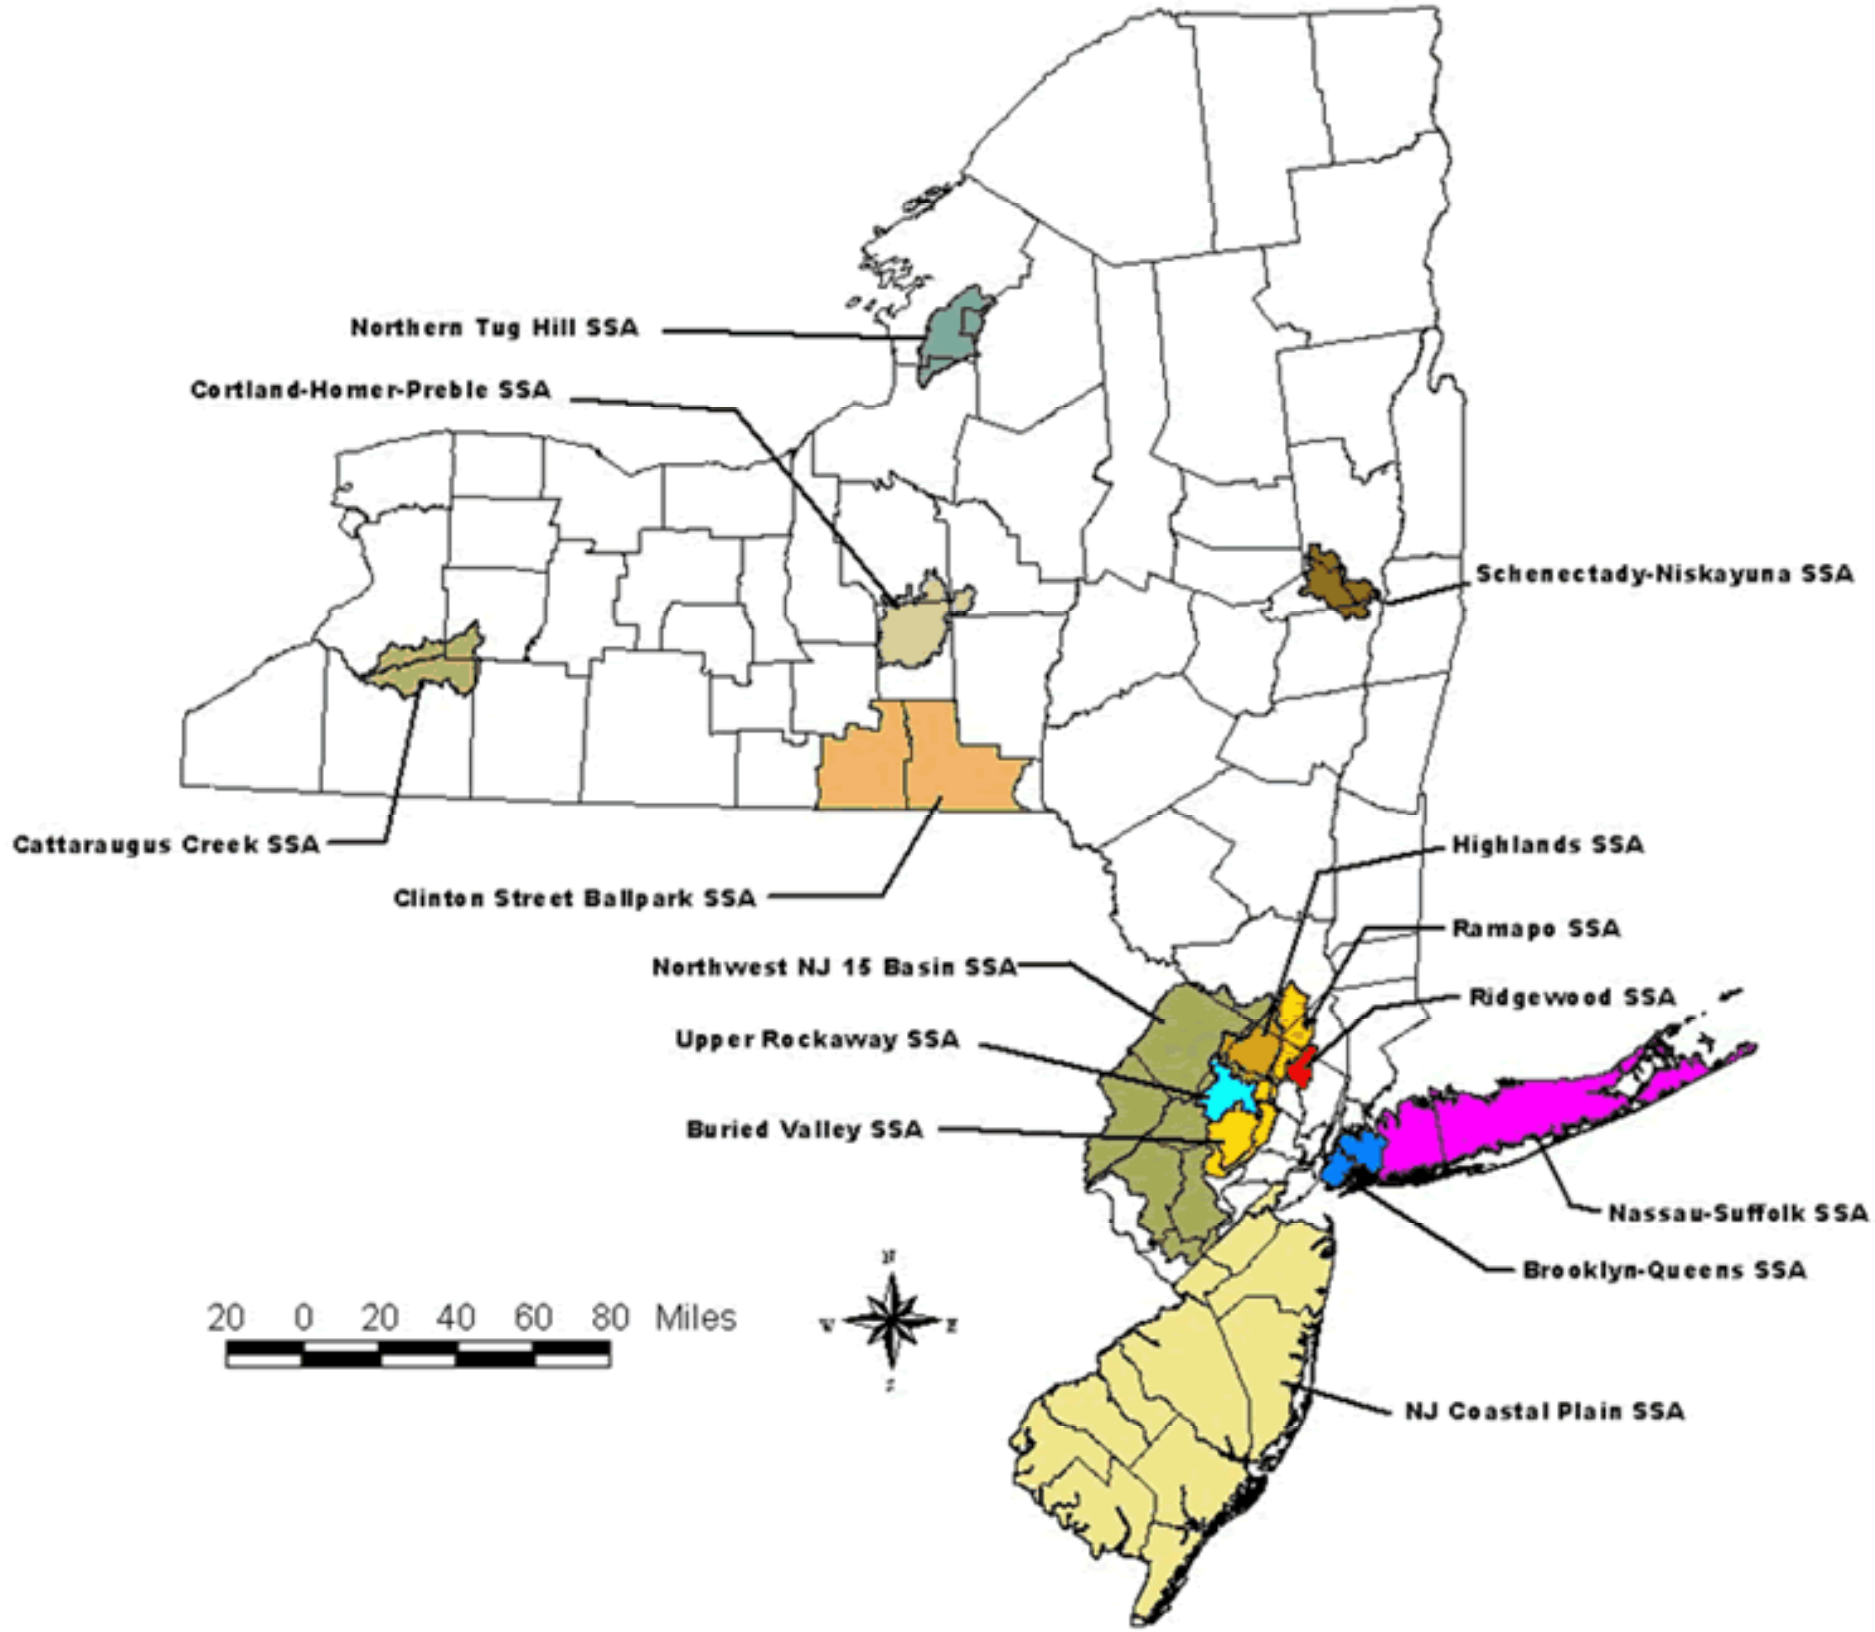 Northern Tug Hill SSA
Cortland-Homer-Preble SSA
Schenectady-Niskayuna SSA
Cattaraugus Creek SSA
Clinton Street Ballpark SSA
Highlands SSA
Ramapo SSA
Northwest NJ 15 Basin SSA
Ridgewood SSA
Upper Rockaway SSA
Buried Valley SSA
Nassau-Suffolk SSA
Brooklyn-Queens SSA
N
W E
S
20 0 20 40 60 80 Miles
NJ Coastal Plain SSA